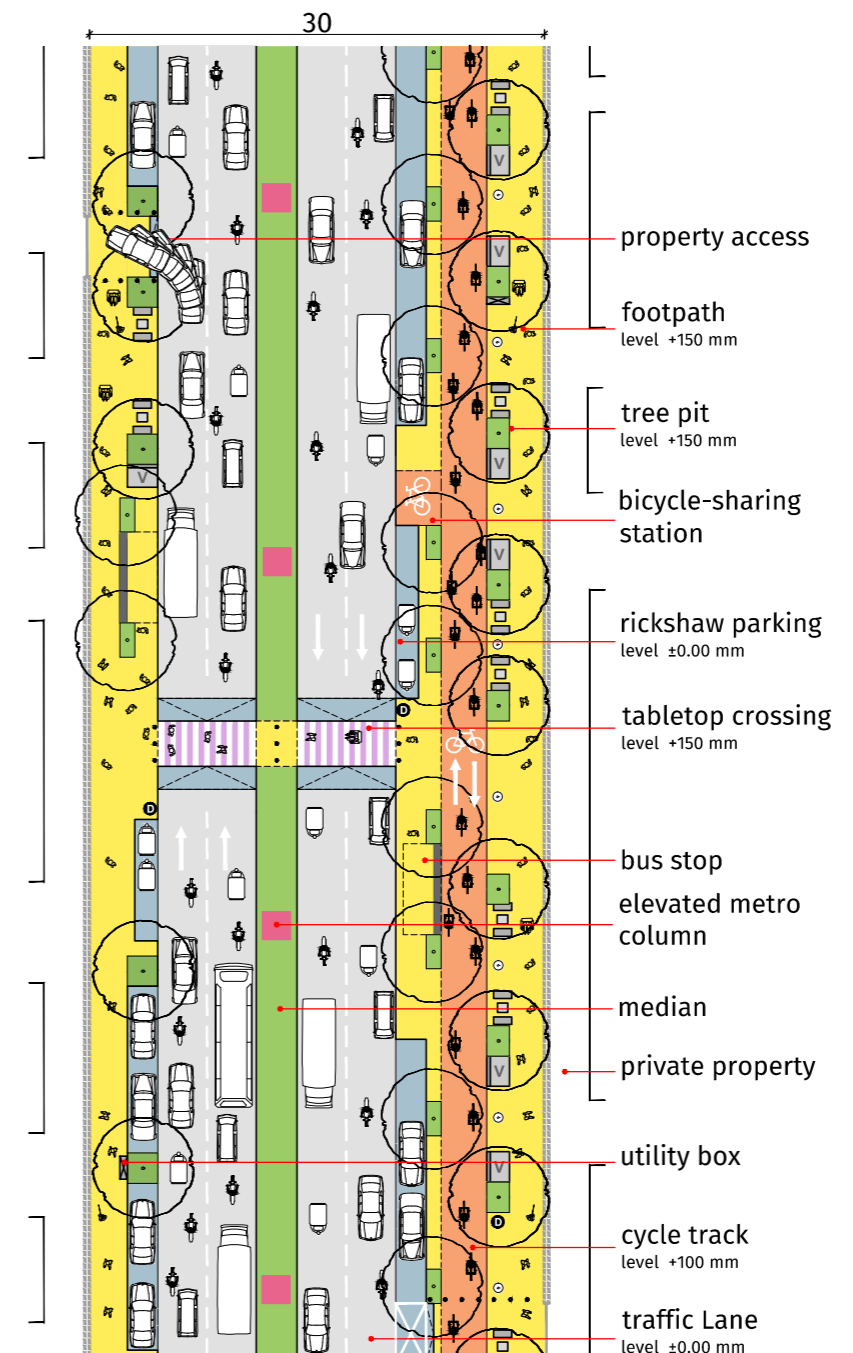 30
property access
footpath
level +150 mm
tree pit
level +150 mm
bicycle-sharing
station
rickshaw parking
level ±0.00 mm
tabletop crossing
level +150 mm
bus stop
elevated metro
column
median
private property
utility box
cycle track
level +100 mm
traffic Lane
level ±0.00 mm
V
V
V
V
V
V
V
D
D
D